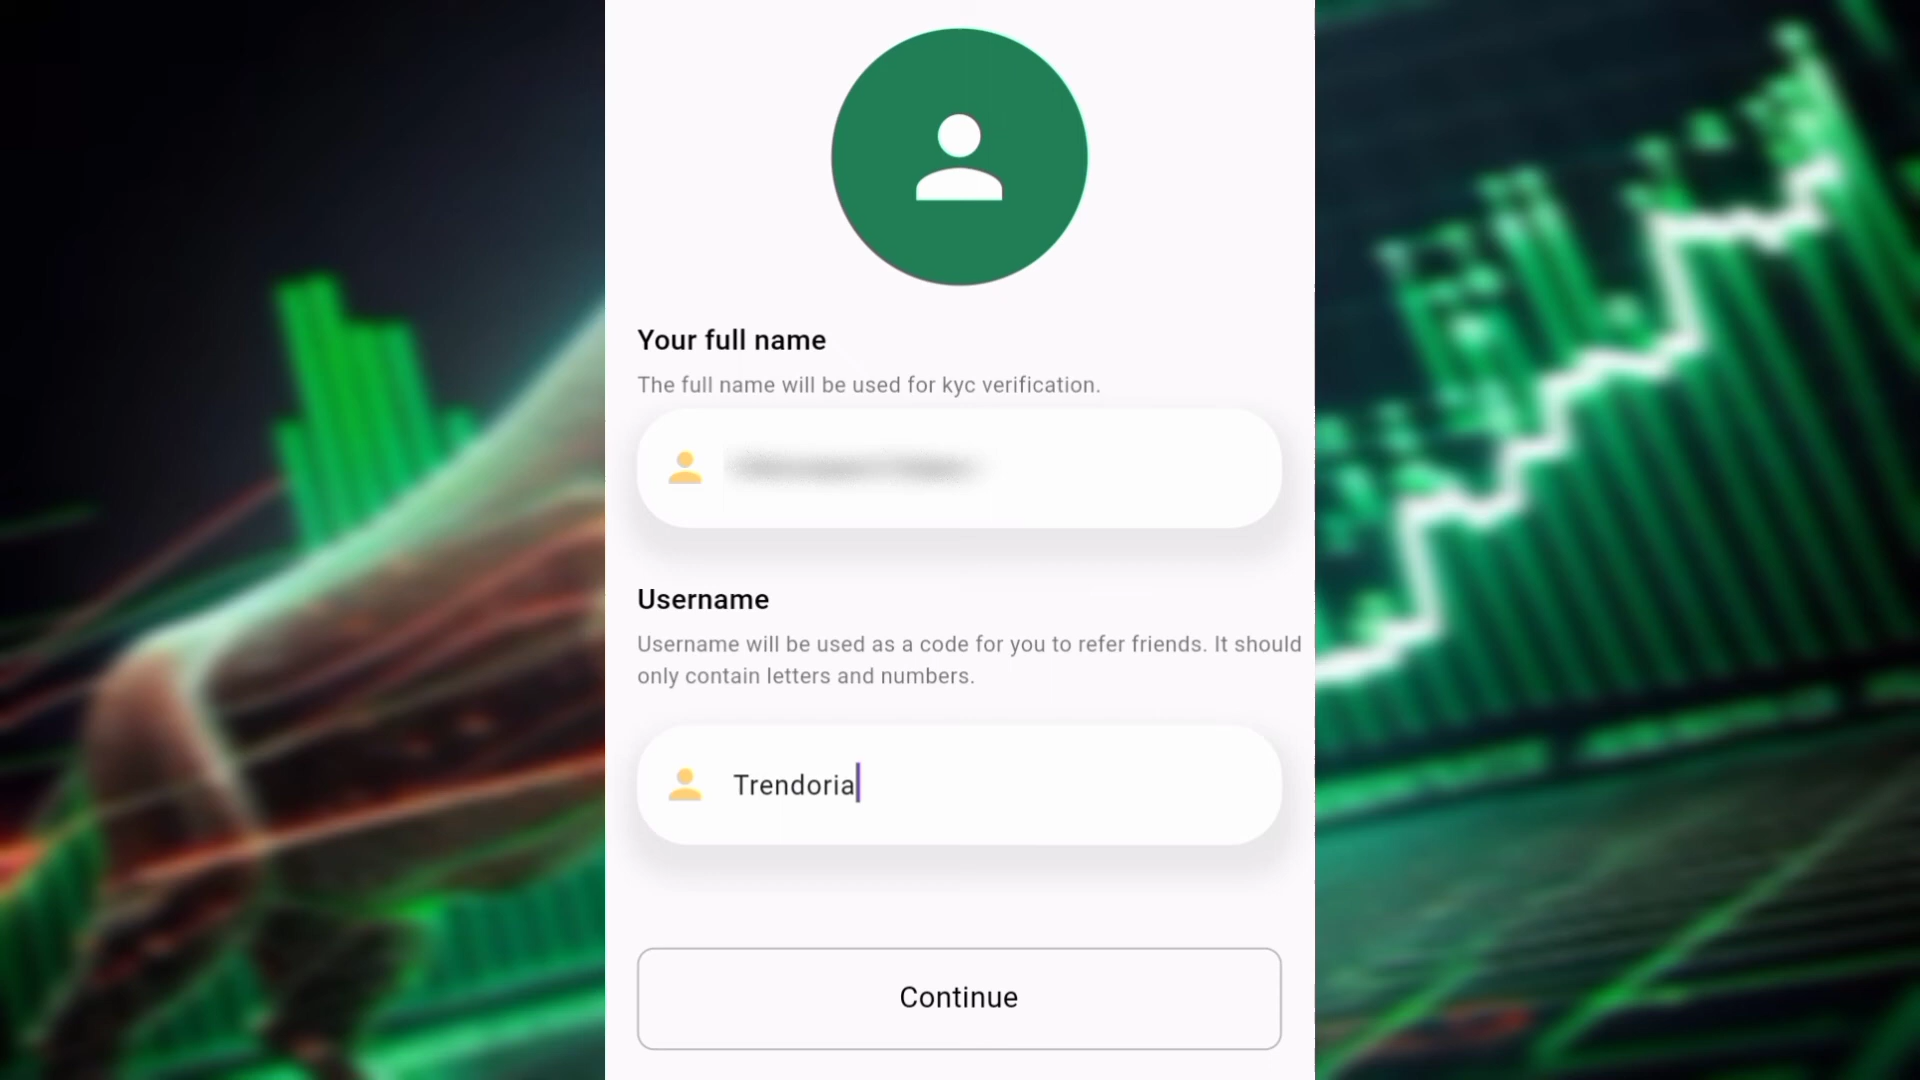 Your full name
The full name will be used for kyc verification.
Username
Username will be used as a code for you to refer friends. It should
only contain letters and numbers.
Trendoria
Continue